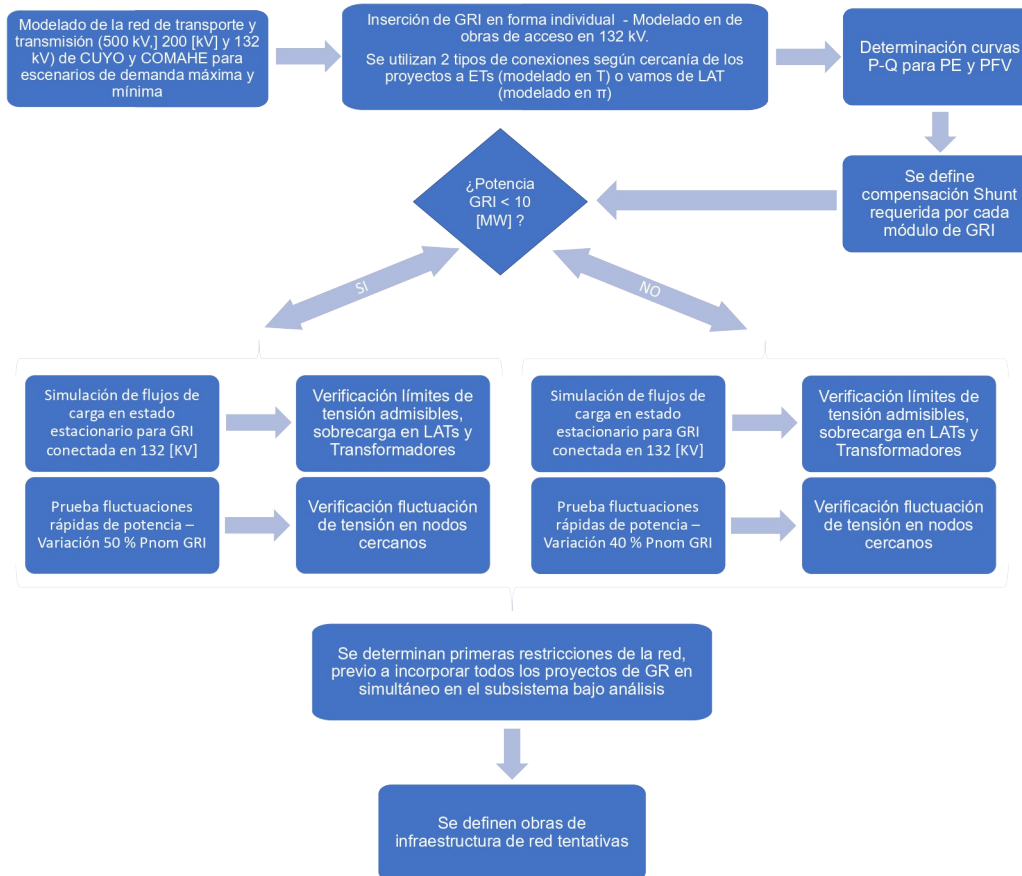 Modelado de la red de transporte y
transmisión (500 kV,] 200 [kV] y 132
kV) de CUYO y COMAHE para
escenarios de demanda máxima y
mínima
Inserción de GRI en forma individual - Modelado en de
obras de acceso en 132 kV.
Se utilizan 2 tipos de conexiones según cercanía de los
proyectos a ETs (modelado en T) o vamos de LAT
(modelado en π)
Determinación curvas
P-Q para PE y PFV
Se define
compensación Shunt
requerida por cada
módulo de GRI
¿Potencia
GRI < 10
[MW] ?
SI
NO
Simulación de flujos de
carga en estado
estacionario para GRI
conectada en 132 [KV]
Verificación límites de
tensión admisibles,
sobrecarga en LATs y
Transformadores
Prueba fluctuaciones
rápidas de potencia –
Variación 50 % Pnom GRI
Verificación fluctuación
de tensión en nodos
cercanos
Simulación de flujos de
carga en estado
estacionario para GRI
conectada en 132 [KV]
Verificación límites de
tensión admisibles,
sobrecarga en LATs y
Transformadores
Prueba fluctuaciones
rápidas de potencia –
Variación 40 % Pnom GRI
Verificación fluctuación
de tensión en nodos
cercanos
Se determinan primeras restricciones de la red,
previo a incorporar todos los proyectos de GR en
simultáneo en el subsistema bajo análisis
Se definen obras de
infraestructura de red tentativas